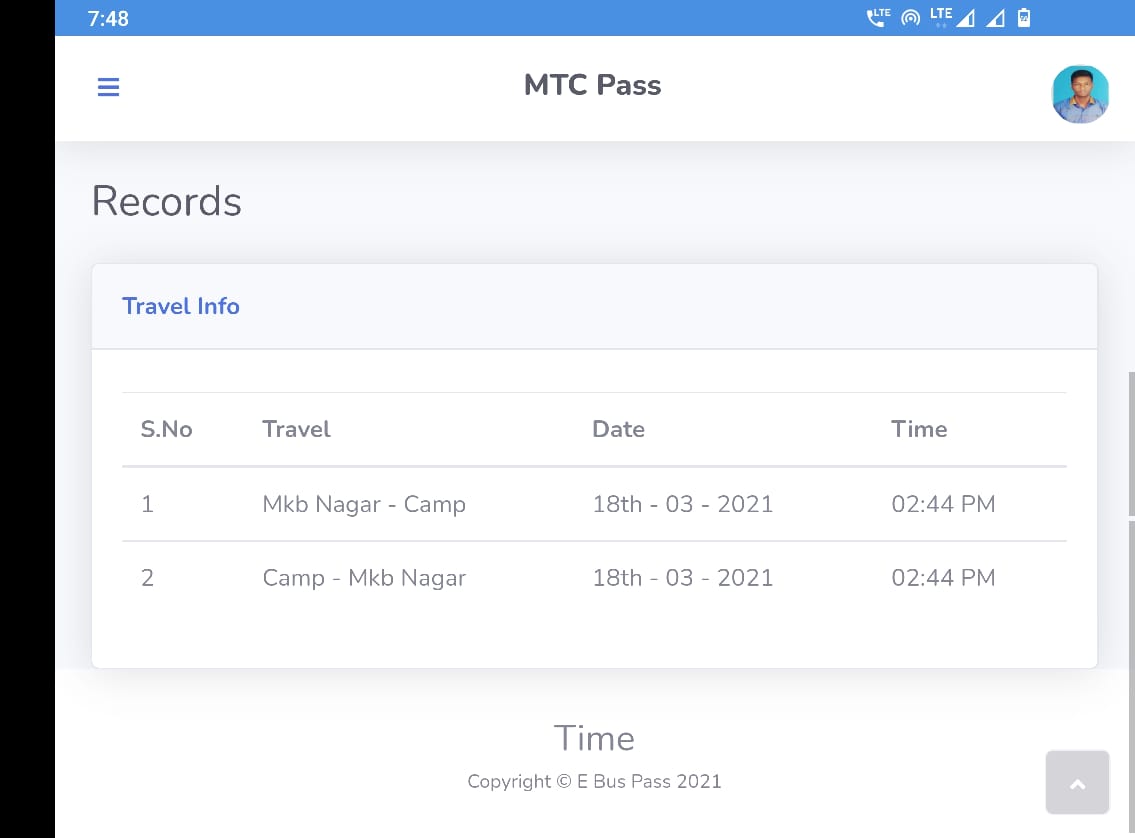 7:48 LTE LTE
MTC Pass
Records
Travel Info
S.No Travel Date Time
1 Mkb Nagar - Camp 18th - 03 - 2021 02:44 PM
2 Camp - Mkb Nagar 18th - 03 - 2021 02:44 PM
Time
Copyright © E Bus Pass 2021